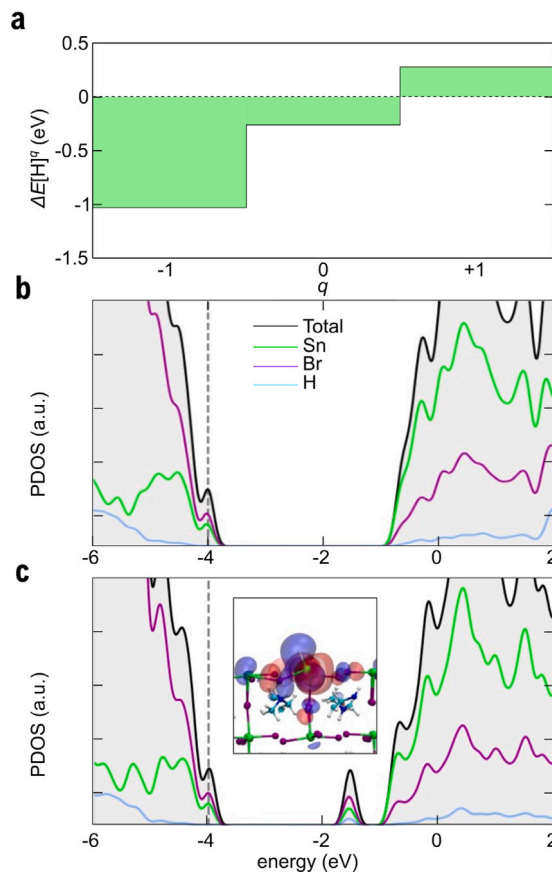 a
0.5
0
-0.5
-1
-1.5
ΔE[H]^q (eV)
-1 0 +1
q
b
Total
Sn
Br
H
PDOS (a.u.)
-6 -4 -2 0 2
c
PDOS (a.u.)
-6 -4 -2 0 2
energy (eV)